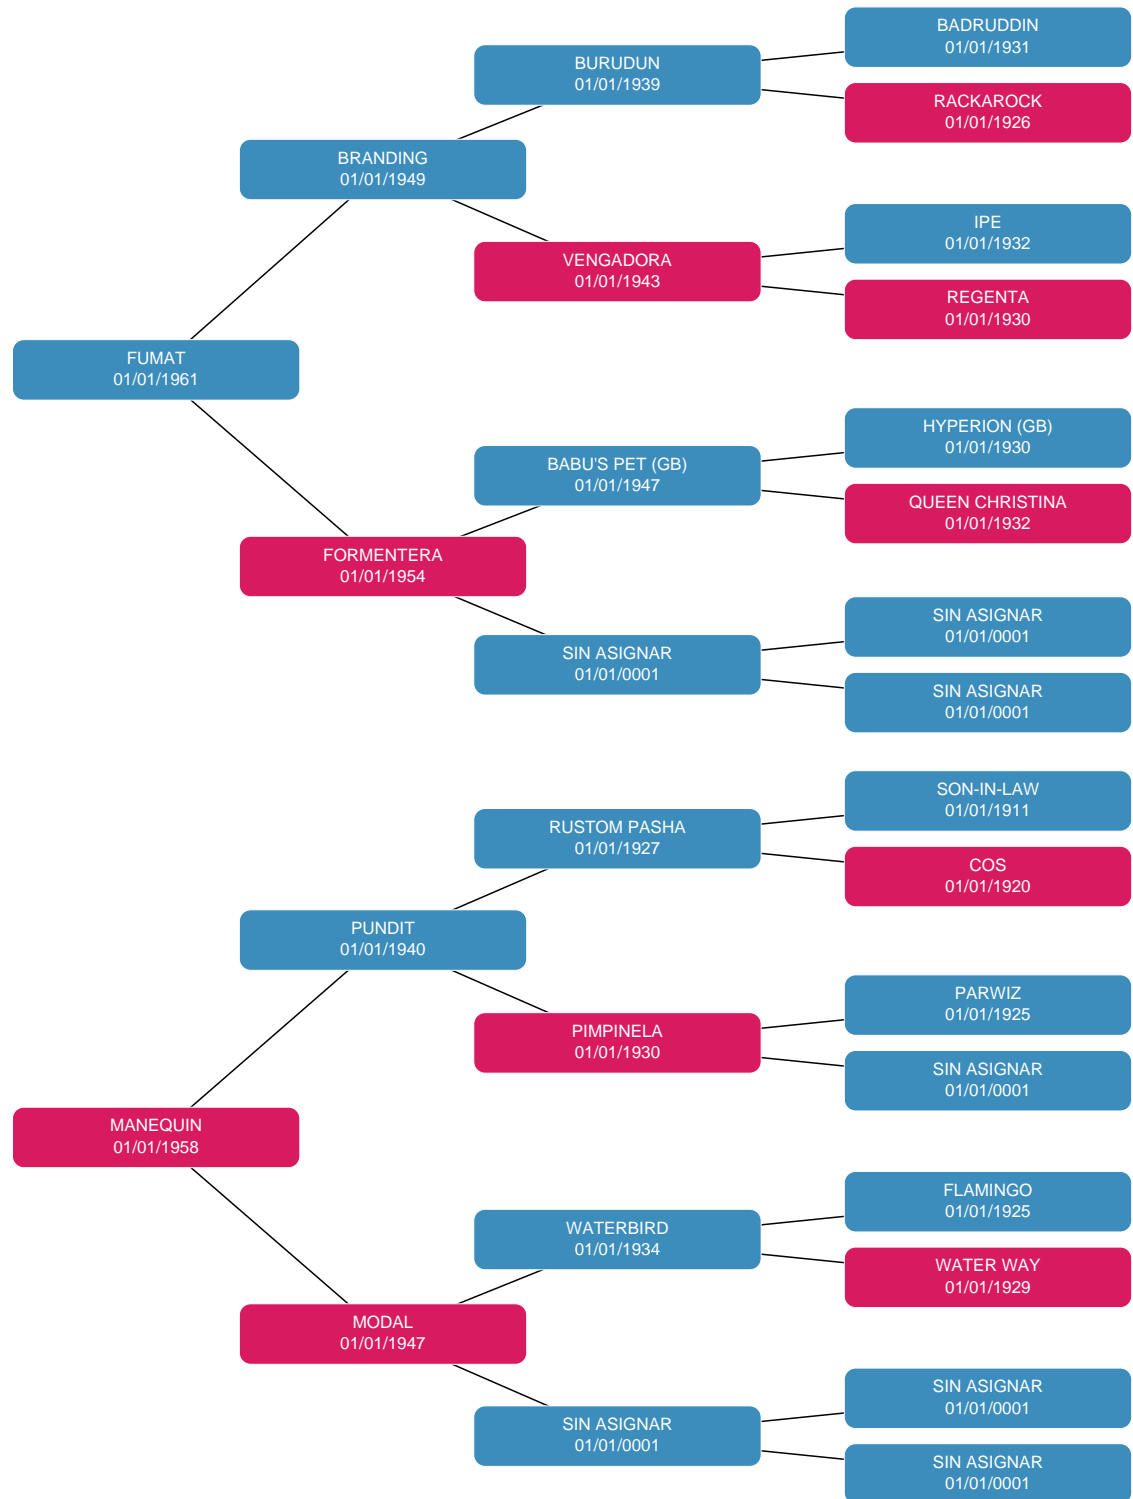 BADRUDDIN
01/01/1931
BURUDUN
01/01/1939
RACKAROCK
01/01/1926
BRANDING
01/01/1949
IPE
01/01/1932
VENGADORA
01/01/1943
REGENTA
01/01/1930
FUMAT
01/01/1961
HYPERION (GB)
01/01/1930
BABU'S PET (GB)
01/01/1947
QUEEN CHRISTINA
01/01/1932
FORMENTERA
01/01/1954
SIN ASIGNAR
01/01/0001
SIN ASIGNAR
01/01/0001
SIN ASIGNAR
01/01/0001
SON-IN-LAW
01/01/1911
RUSTOM PASHA
01/01/1927
COS
01/01/1920
PUNDIT
01/01/1940
PARWIZ
01/01/1925
PIMPINELA
01/01/1930
SIN ASIGNAR
01/01/0001
MANEQUIN
01/01/1958
FLAMINGO
01/01/1925
WATERBIRD
01/01/1934
WATER WAY
01/01/1929
MODAL
01/01/1947
SIN ASIGNAR
01/01/0001
SIN ASIGNAR
01/01/0001
SIN ASIGNAR
01/01/0001